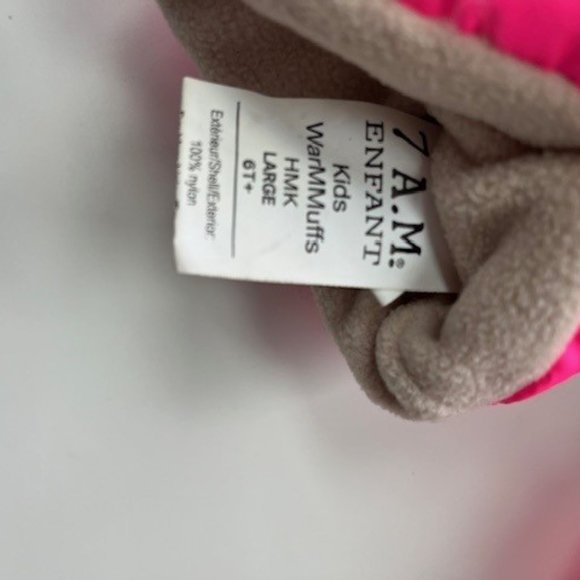 7 A.M.®
ENFANT
Kids
WarMMuffs
HMK
LARGE
6T+
Extérieur/Shell/Exterior:
100% nylon